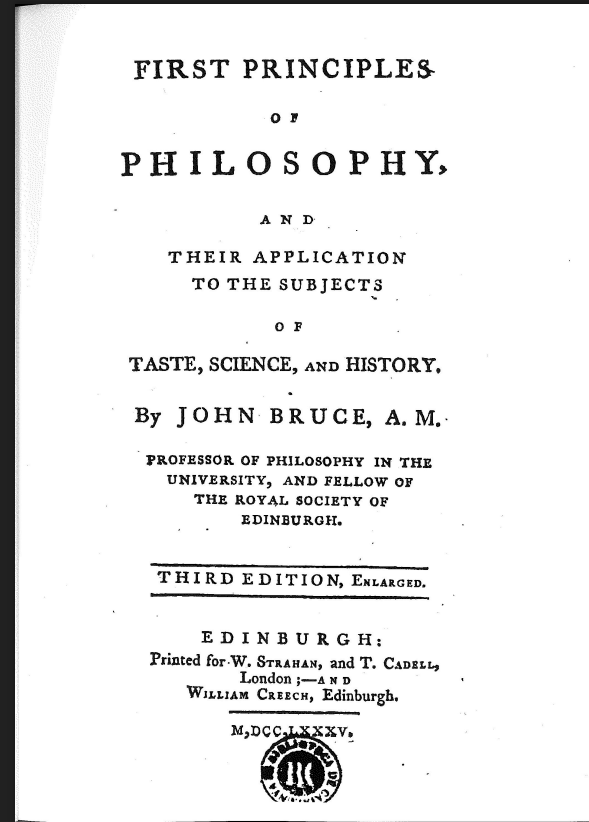 FIRST PRINCIPLES
OF
PHILOSOPHY,
AND
THEIR APPLICATION
TO THE SUBJECTS
OF
TASTE, SCIENCE, AND HISTORY.
By JOHN BRUCE, A. M.
PROFESSOR OF PHILOSOPHY IN THE
UNIVERSITY, AND FELLOW OF
THE ROYAL SOCIETY OF
EDINBURGH.
THIRD EDITION, ENLARGED.
EDINBURGH:
Printed for W. STRAHAN, and T. CADELL,
London ;—AND
WILLIAM CREECH, Edinburgh.
M,DCC,LXXXV.
BIBLIOTECA DE